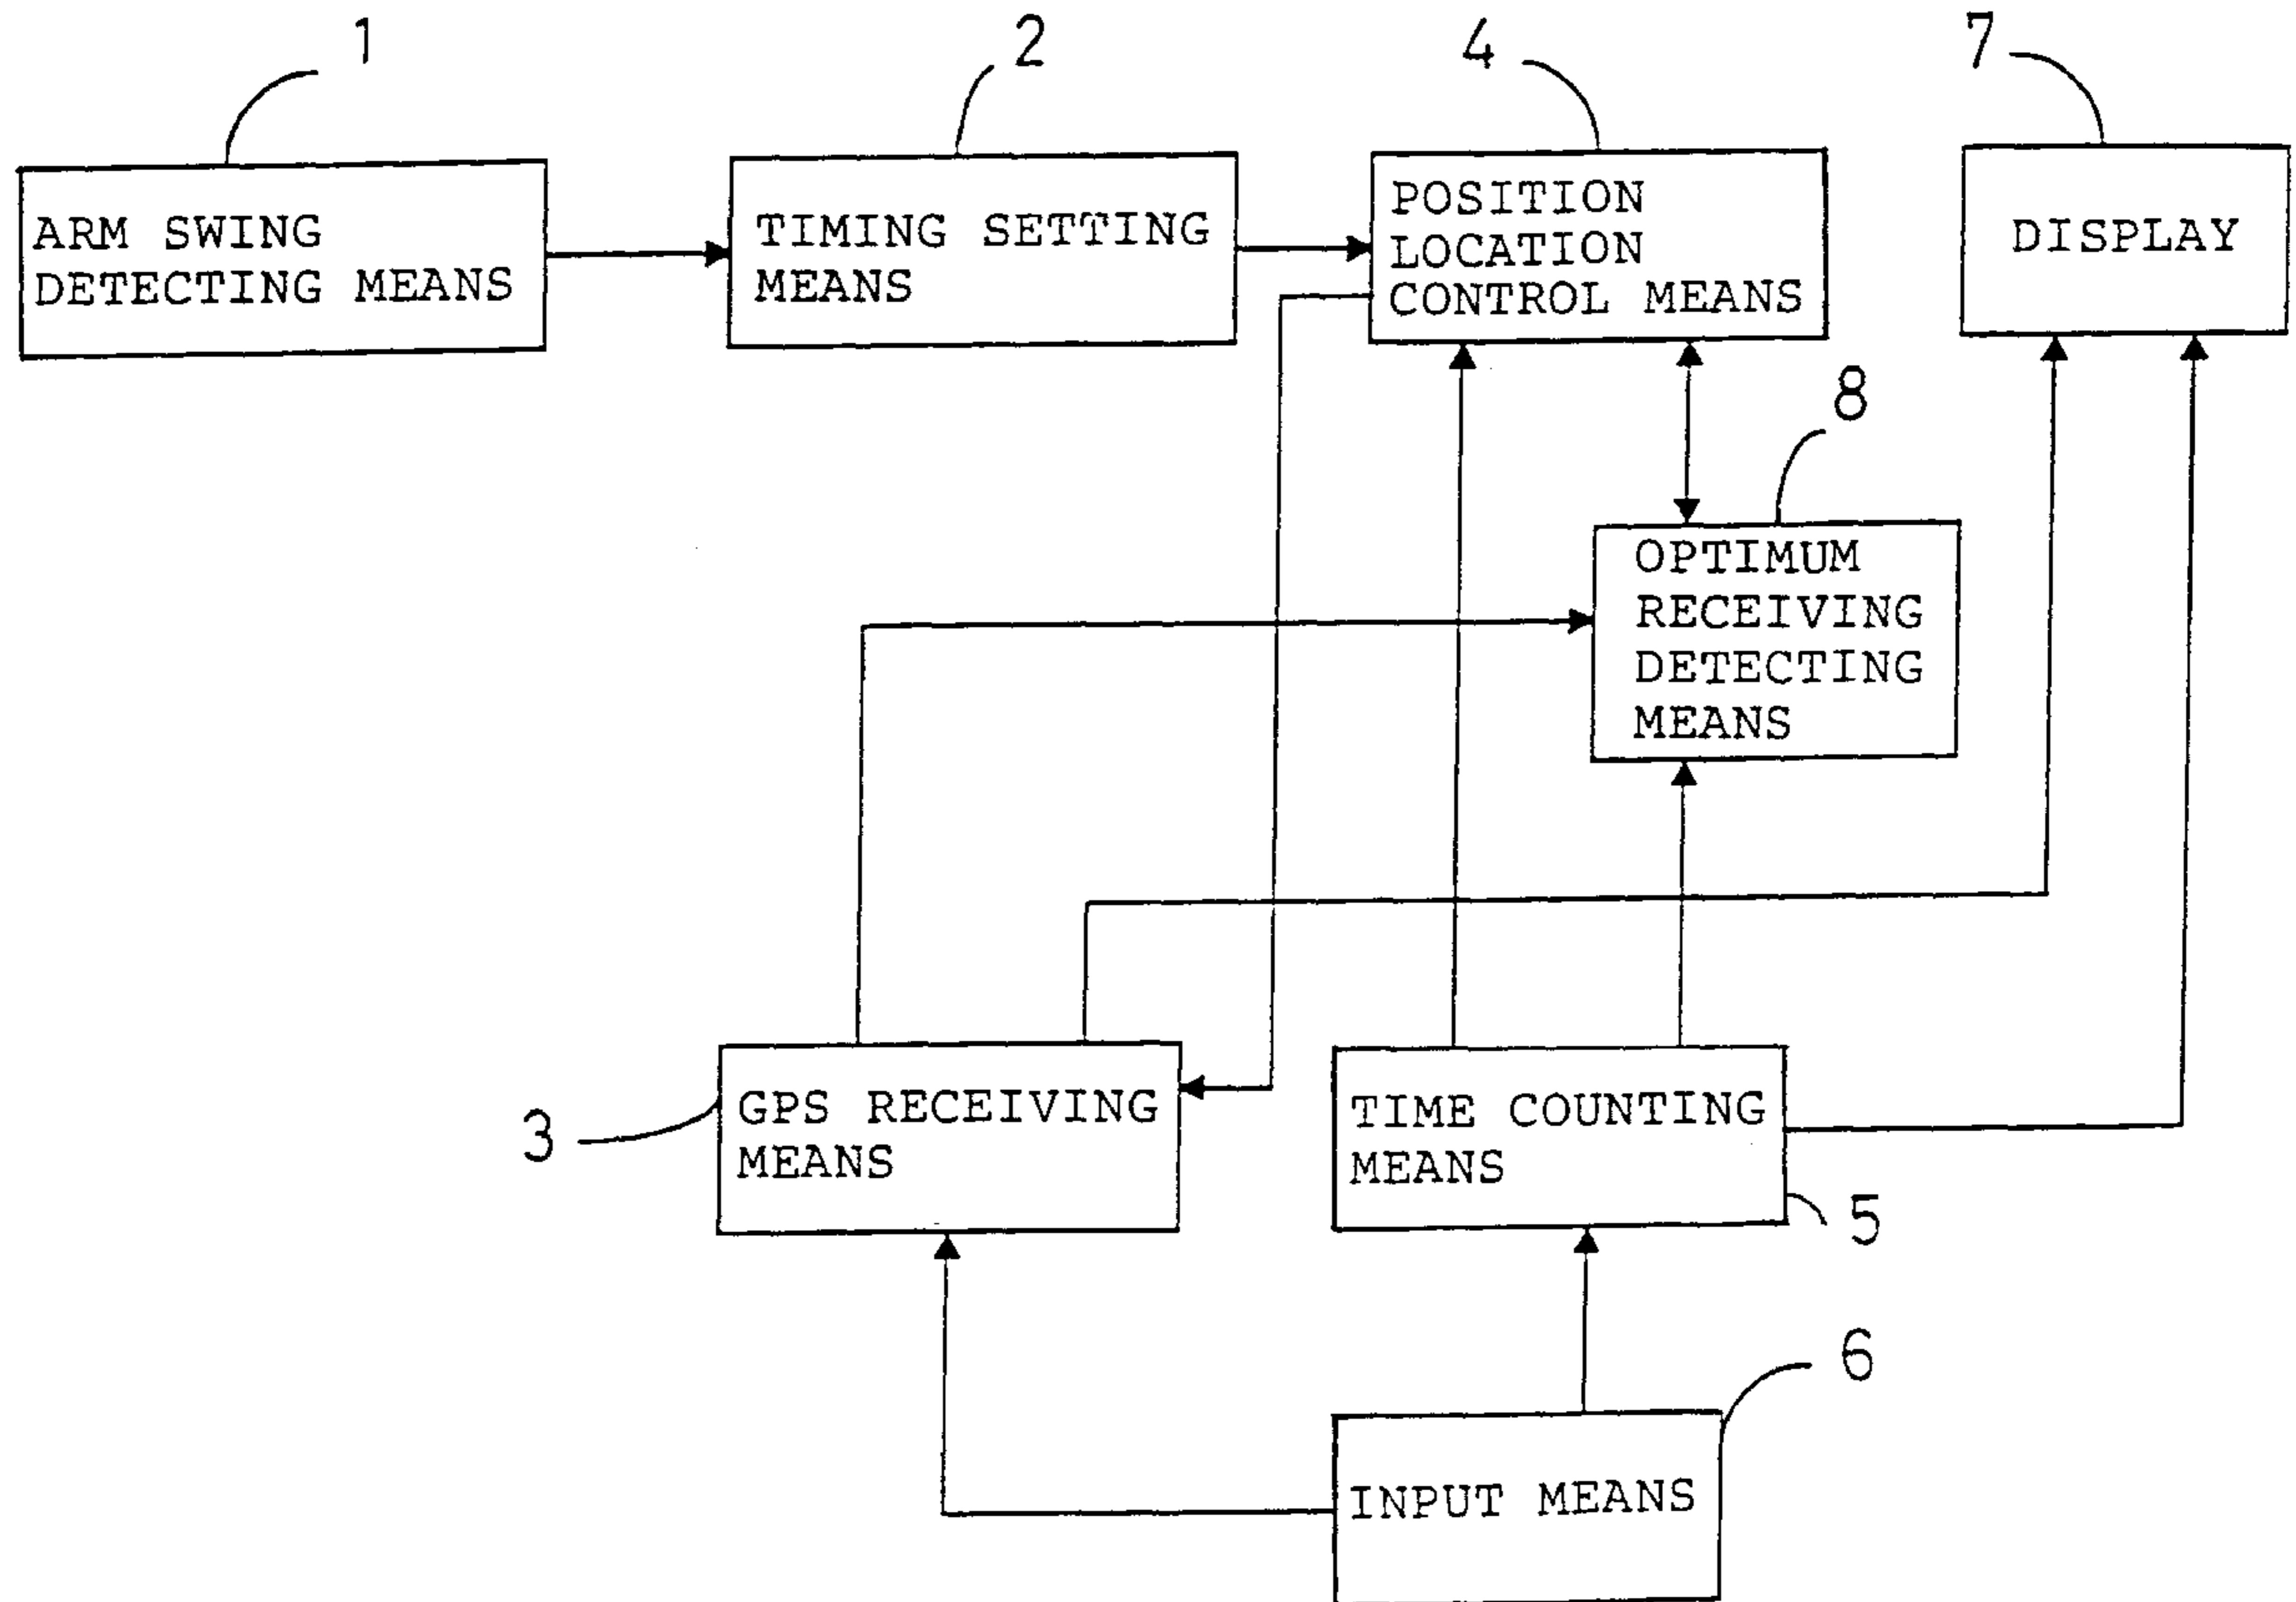 1
2
4
7
ARM SWING
DETECTING MEANS
TIMING SETTING
MEANS
POSITION
LOCATION
CONTROL MEANS
DISPLAY
8
OPTIMUM
RECEIVING
DETECTING
MEANS
3
GPS RECEIVING
MEANS
TIME COUNTING
MEANS
5
6
INPUT MEANS